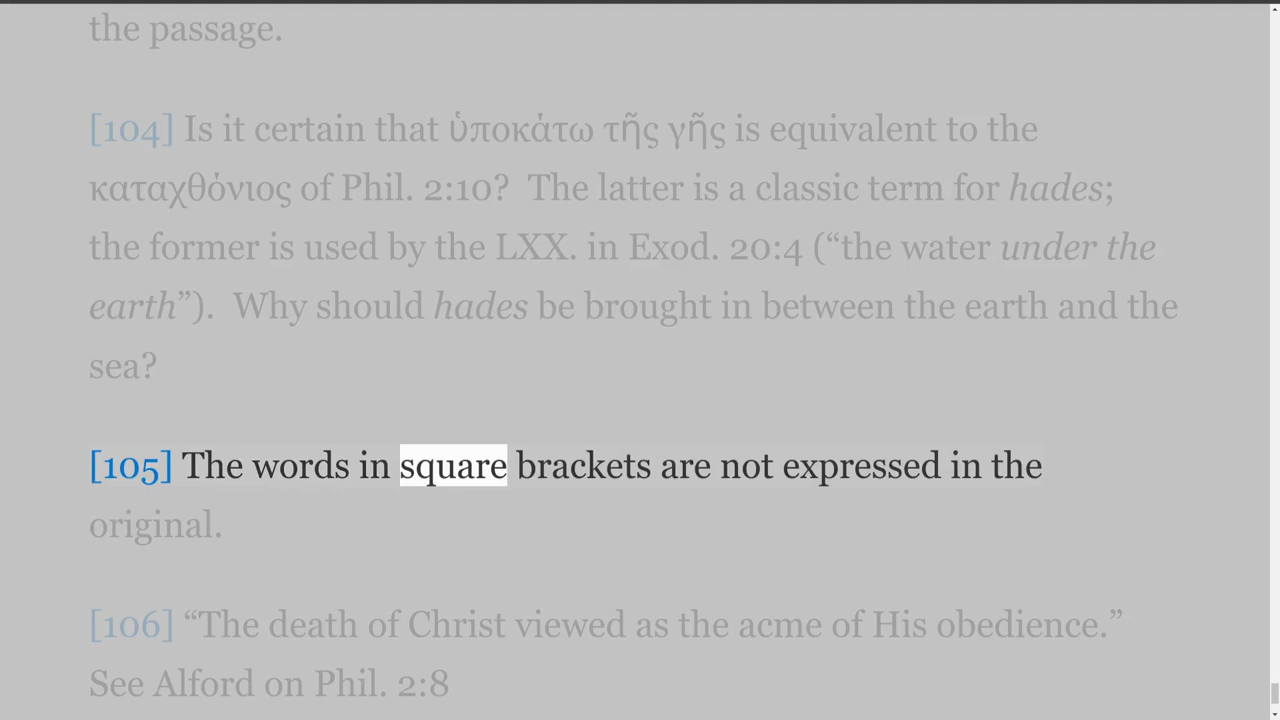 the passage.
[104] Is it certain that ὑποκάτω τῆς γῆς is equivalent to the
καταχθόνιος of Phil. 2:10?  The latter is a classic term for hades;
the former is used by the LXX. in Exod. 20:4 (“the water under the
earth”).  Why should hades be brought in between the earth and the
sea?
[105] The words in square brackets are not expressed in the
original.
[106] “The death of Christ viewed as the acme of His obedience.”
See Alford on Phil. 2:8